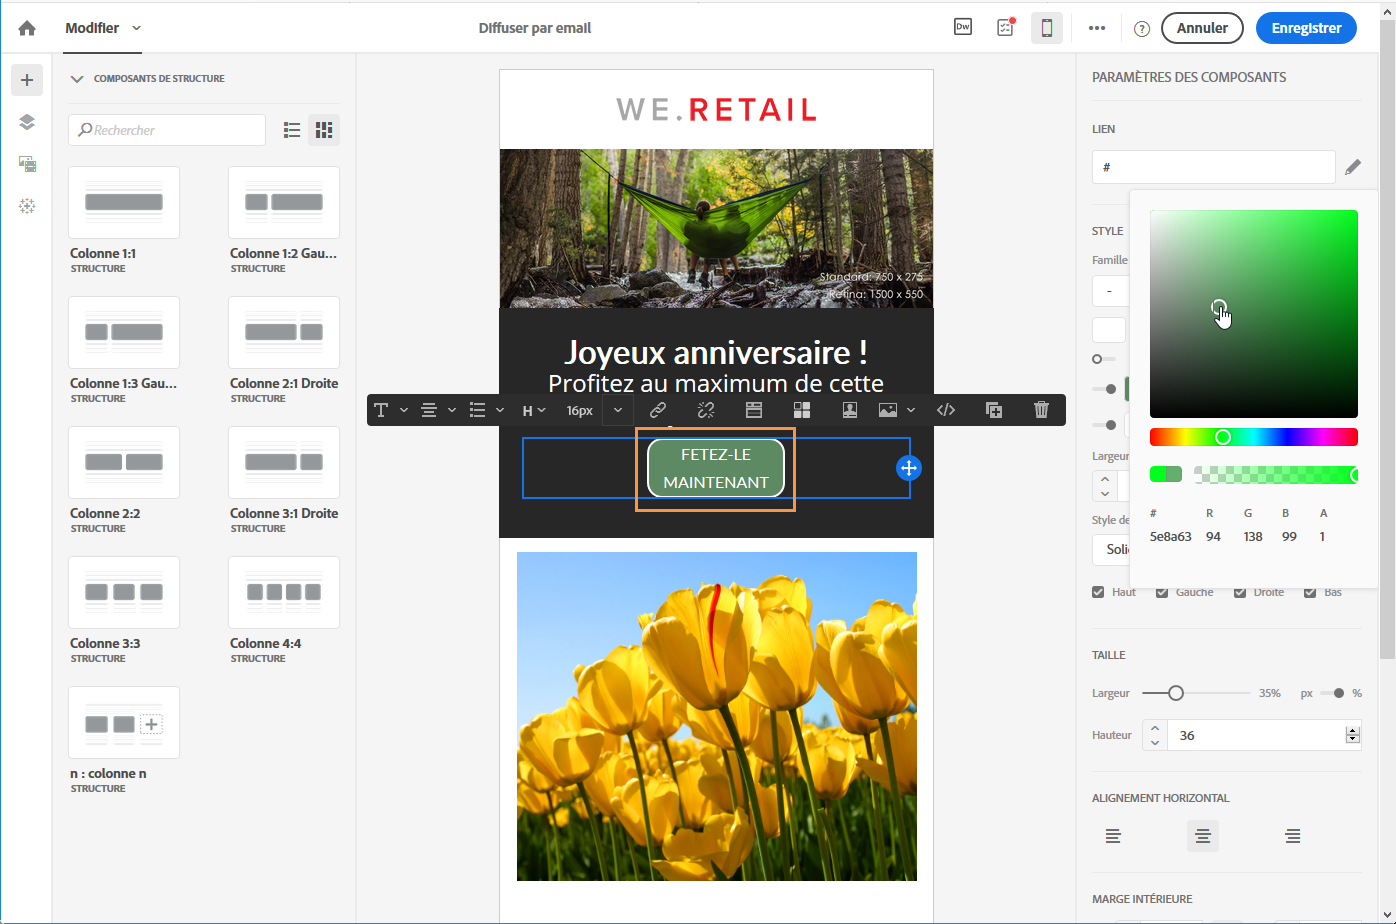 Modifier
Diffuser par email
Dw
?
Annuler
Enregistrer
COMPOSANTS DE STRUCTURE
Rechercher
Colonne 1:1
STRUCTURE
Colonne 1:2 Gau...
STRUCTURE
Colonne 1:3 Gau...
STRUCTURE
Colonne 2:1 Droite
STRUCTURE
Colonne 2:2
STRUCTURE
Colonne 3:1 Droite
STRUCTURE
Colonne 3:3
STRUCTURE
Colonne 4:4
STRUCTURE
n : colonne n
STRUCTURE
WE.RETAIL
Standard: 750 x 275
Retina: 1500 x 550
Joyeux anniversaire !
Profitez au maximum de cette
T
H
16px
FETEZ-LE
MAINTENANT
PARAMÈTRES DES COMPOSANTS
LIEN
#
STYLE
Famille
-
Largeur
Style de
Soli
# R G B A
5e8a63 94 138 99 1
Haut Gauche Droite Bas
TAILLE
Largeur 35% px %
Hauteur 36
ALIGNEMENT HORIZONTAL
MARGE INTÉRIEURE